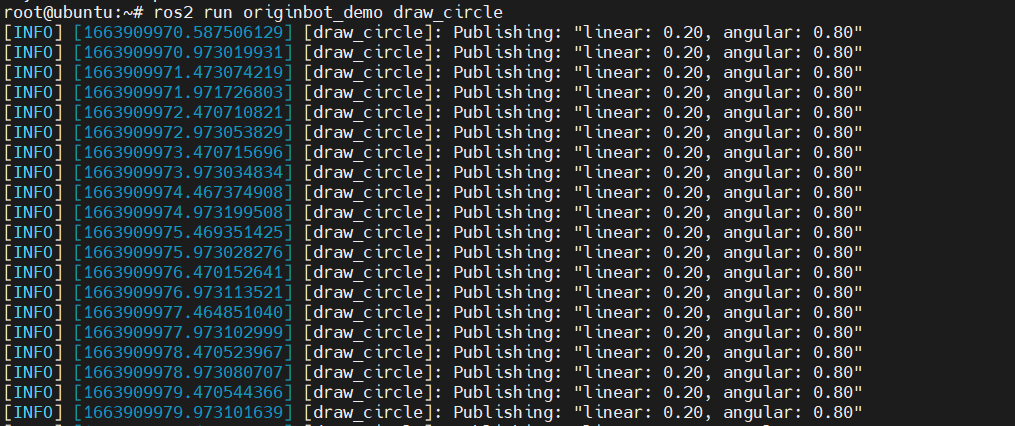 root@ubuntu:~# ros2 run originbot_demo draw_circle
[INFO] [1663909970.587506129] [draw_circle]: Publishing: "linear: 0.20, angular: 0.80"
[INFO] [1663909970.973019931] [draw_circle]: Publishing: "linear: 0.20, angular: 0.80"
[INFO] [1663909971.473074219] [draw_circle]: Publishing: "linear: 0.20, angular: 0.80"
[INFO] [1663909971.971726803] [draw_circle]: Publishing: "linear: 0.20, angular: 0.80"
[INFO] [1663909972.470710821] [draw_circle]: Publishing: "linear: 0.20, angular: 0.80"
[INFO] [1663909972.973053829] [draw_circle]: Publishing: "linear: 0.20, angular: 0.80"
[INFO] [1663909973.470715696] [draw_circle]: Publishing: "linear: 0.20, angular: 0.80"
[INFO] [1663909973.973034834] [draw_circle]: Publishing: "linear: 0.20, angular: 0.80"
[INFO] [1663909974.467374908] [draw_circle]: Publishing: "linear: 0.20, angular: 0.80"
[INFO] [1663909974.973199508] [draw_circle]: Publishing: "linear: 0.20, angular: 0.80"
[INFO] [1663909975.469351425] [draw_circle]: Publishing: "linear: 0.20, angular: 0.80"
[INFO] [1663909975.973028276] [draw_circle]: Publishing: "linear: 0.20, angular: 0.80"
[INFO] [1663909976.470152641] [draw_circle]: Publishing: "linear: 0.20, angular: 0.80"
[INFO] [1663909976.973113521] [draw_circle]: Publishing: "linear: 0.20, angular: 0.80"
[INFO] [1663909977.464851040] [draw_circle]: Publishing: "linear: 0.20, angular: 0.80"
[INFO] [1663909977.973102999] [draw_circle]: Publishing: "linear: 0.20, angular: 0.80"
[INFO] [1663909978.470523967] [draw_circle]: Publishing: "linear: 0.20, angular: 0.80"
[INFO] [1663909978.973080707] [draw_circle]: Publishing: "linear: 0.20, angular: 0.80"
[INFO] [1663909979.470544366] [draw_circle]: Publishing: "linear: 0.20, angular: 0.80"
[INFO] [1663909979.973101639] [draw_circle]: Publishing: "linear: 0.20, angular: 0.80"